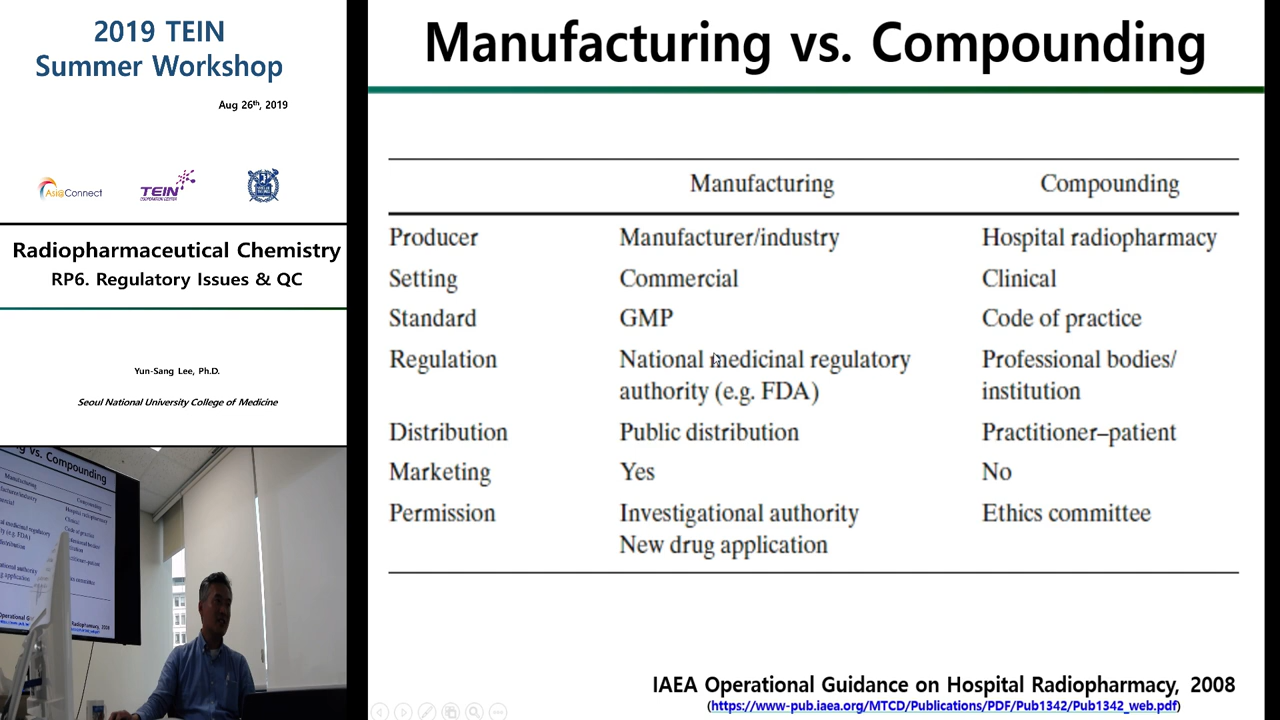 2019 TEIN
Summer Workshop
Aug 26th, 2019
Asi@Connect
TEIN
COOPERATION CENTER
Radiopharmaceutical Chemistry
RP6. Regulatory Issues & QC
Yun-Sang Lee, Ph.D.
Seoul National University College of Medicine
Manufacturing vs. Compounding
Manufacturing Compounding
Producer Manufacturer/industry Hospital radiopharmacy
Setting Commercial Clinical
Standard GMP Code of practice
Regulation National medicinal regulatory Professional bodies/
authority (e.g. FDA) institution
Distribution Public distribution Practitioner–patient
Marketing Yes No
Permission Investigational authority Ethics committee
New drug application
IAEA Operational Guidance on Hospital Radiopharmacy, 2008
(https://www-pub.iaea.org/MTCD/Publications/PDF/Pub1342/Pub1342_web.pdf)